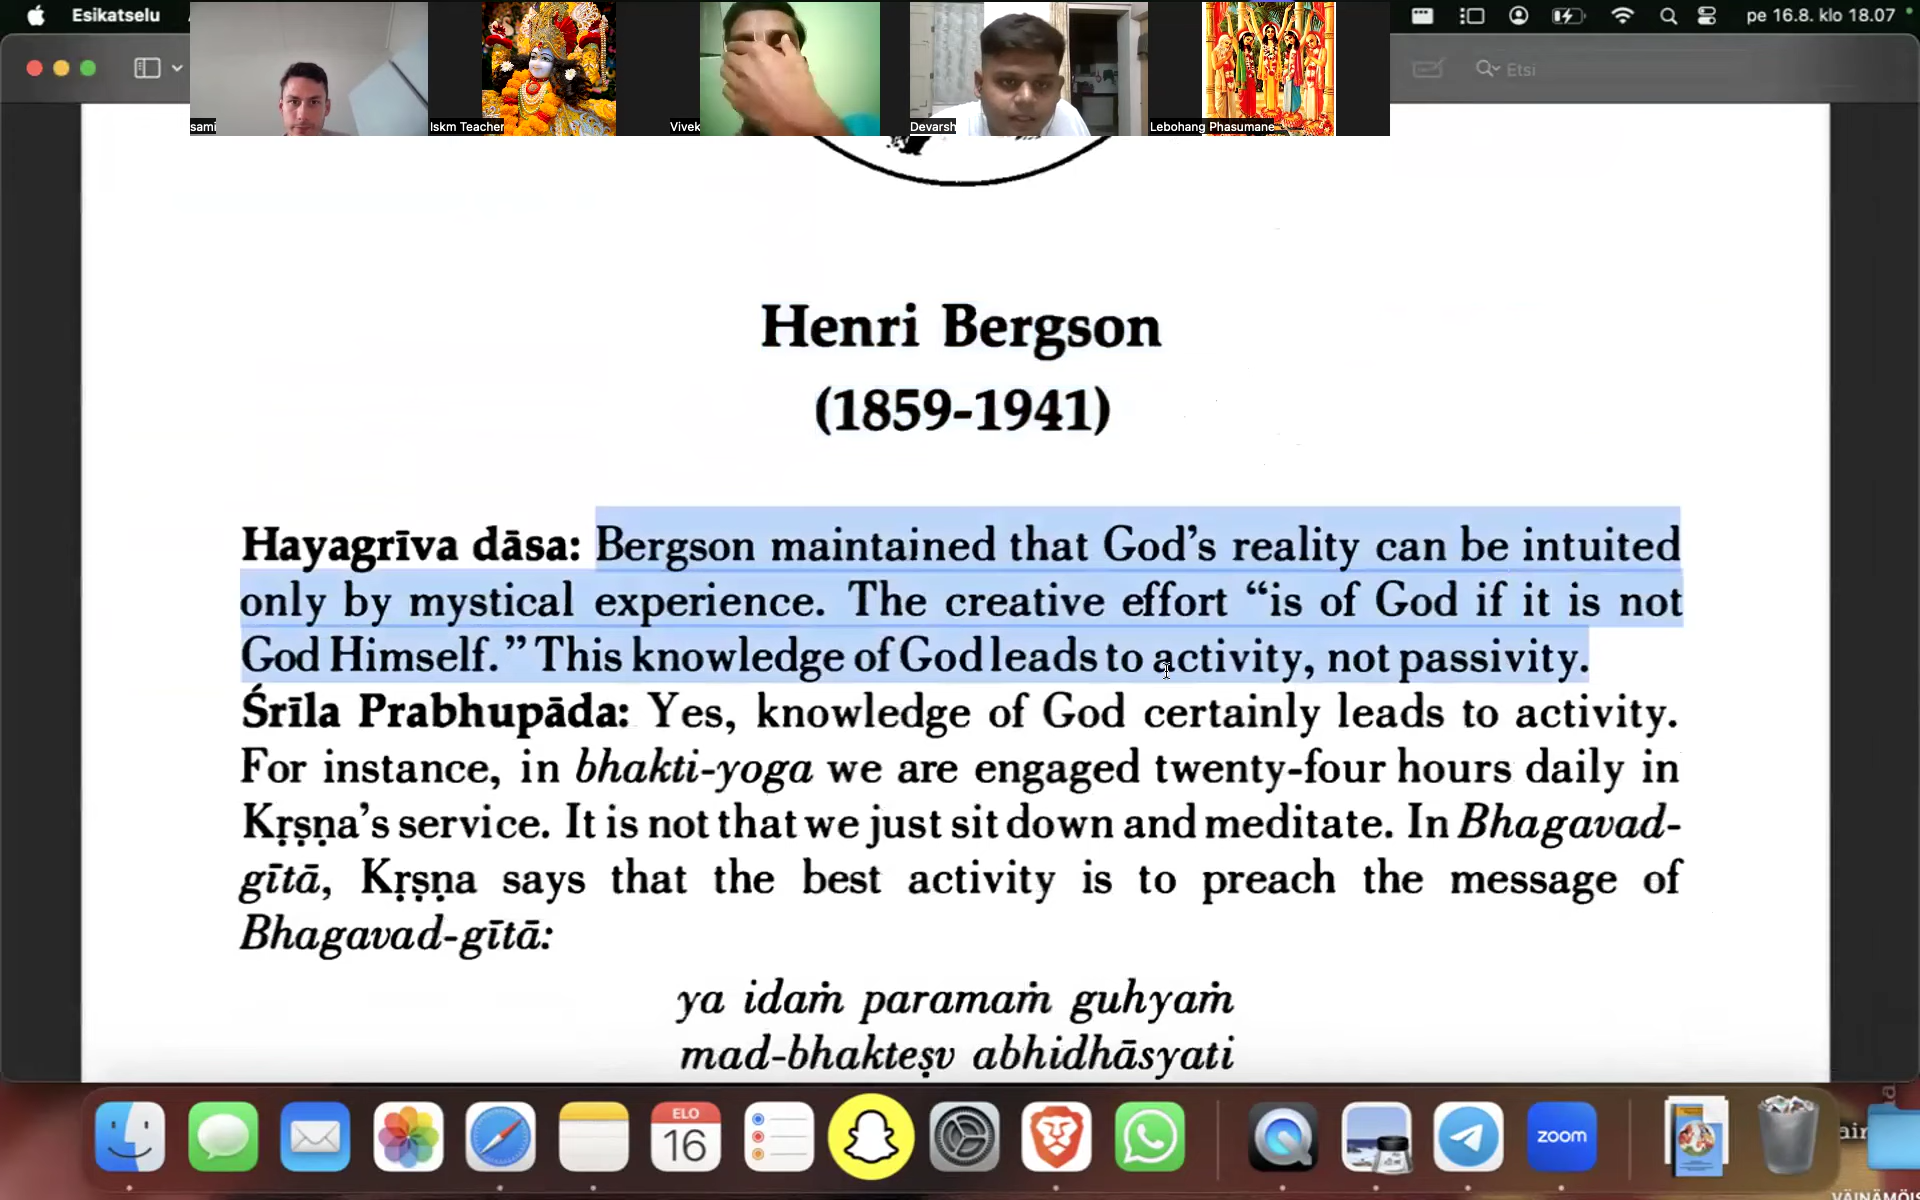 Esikatselu
pe 16.8. klo 18.07
Etsi
sami
Iskm Teacher
Vivek
Devarsh
Lebohang Phasumane
Henri Bergson
(1859-1941)
Hayagrīva dāsa: Bergson maintained that God’s reality can be intuited
only by mystical experience. The creative effort “is of God if it is not
God Himself.” This knowledge of God leads to activity, not passivity.
Śrīla Prabhupāda: Yes, knowledge of God certainly leads to activity.
For instance, in bhakti-yoga we are engaged twenty-four hours daily in
Kṛṣṇa’s service. It is not that we just sit down and meditate. In Bhagavad-
gītā, Kṛṣṇa says that the best activity is to preach the message of
Bhagavad-gītā:
ya idaṁ paramaṁ guhyaṁ
mad-bhakteṣv abhidhāsyati
ELO
16
zoom